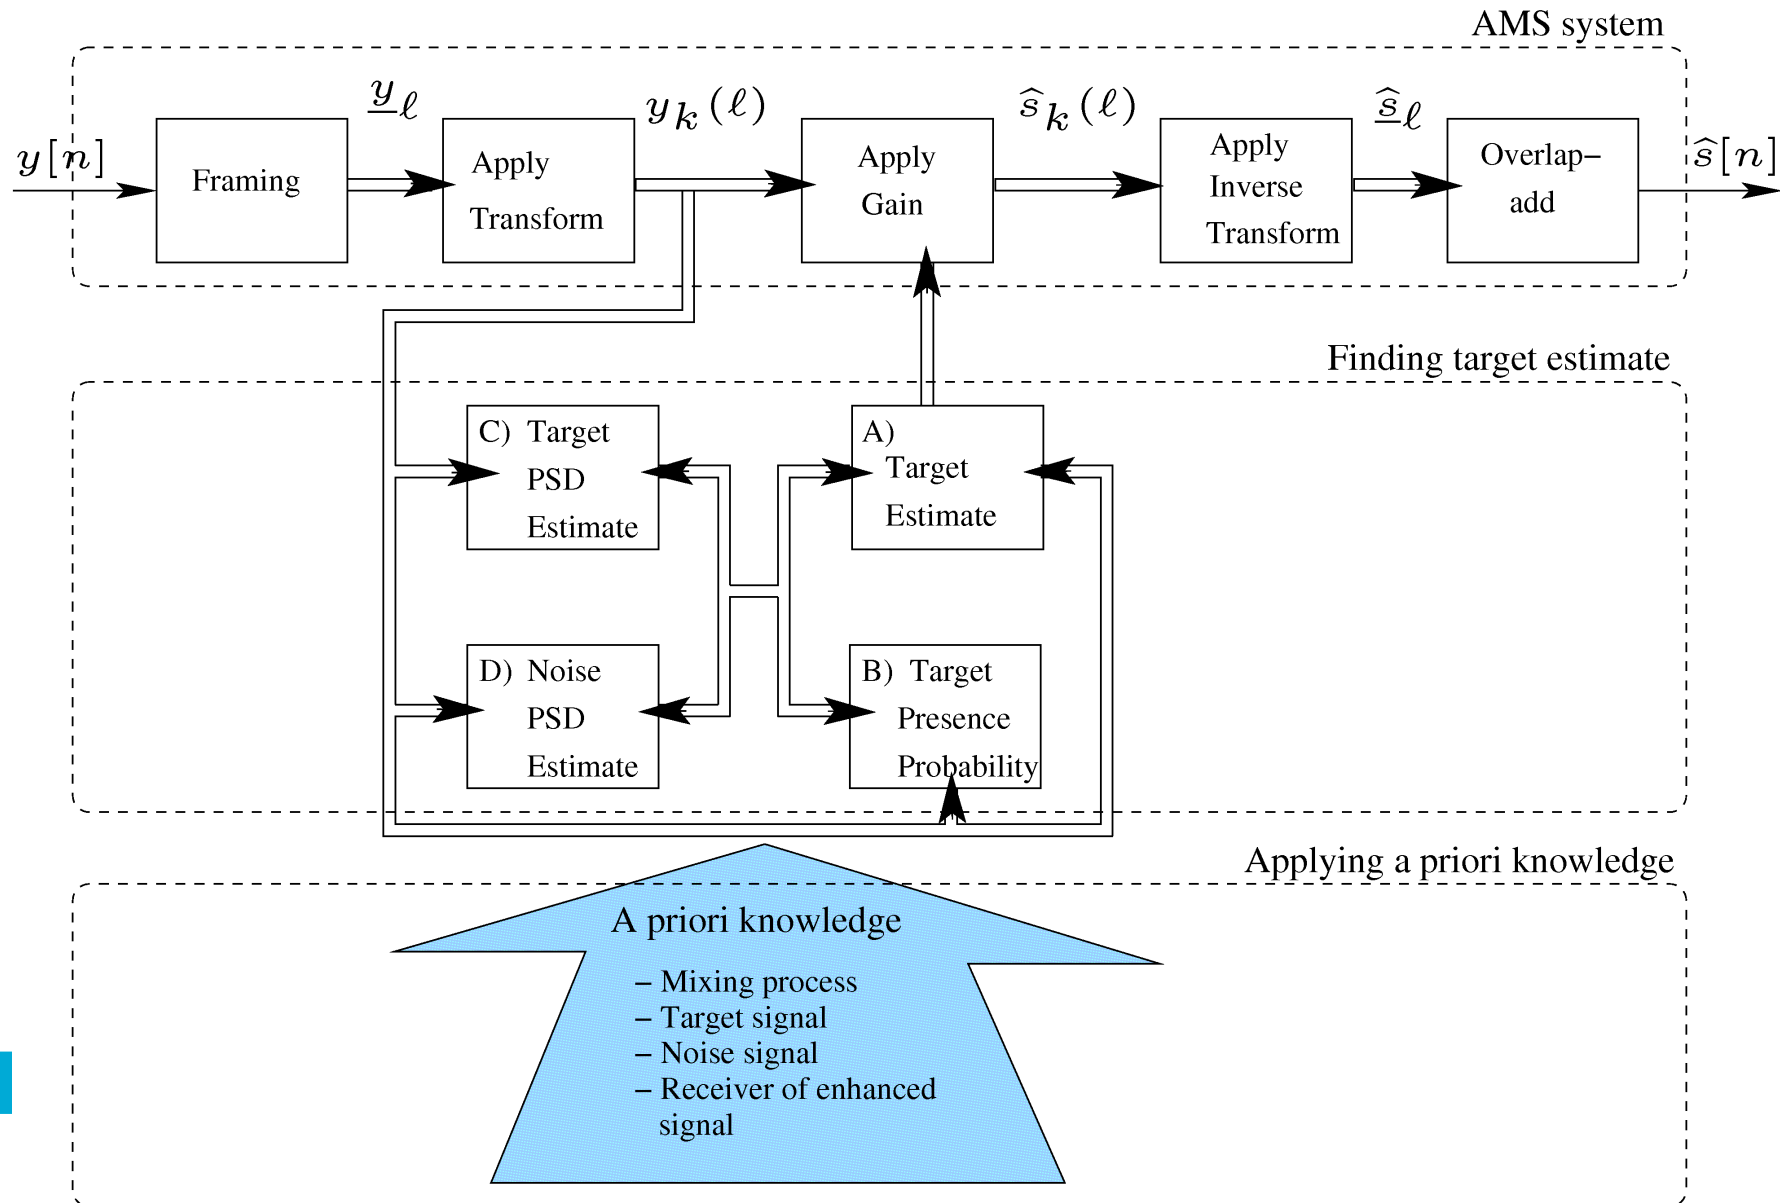 AMS system
y[n]
Framing
y_ℓ
Apply
Transform
y_k(ℓ)
Apply
Gain
ŝ_k(ℓ)
Apply
Inverse
Transform
ŝ_ℓ
Overlap–
add
ŝ[n]
Finding target estimate
C) Target
PSD
Estimate
A)
Target
Estimate
D) Noise
PSD
Estimate
B) Target
Presence
Probability
Applying a priori knowledge
A priori knowledge
– Mixing process
– Target signal
– Noise signal
– Receiver of enhanced
signal